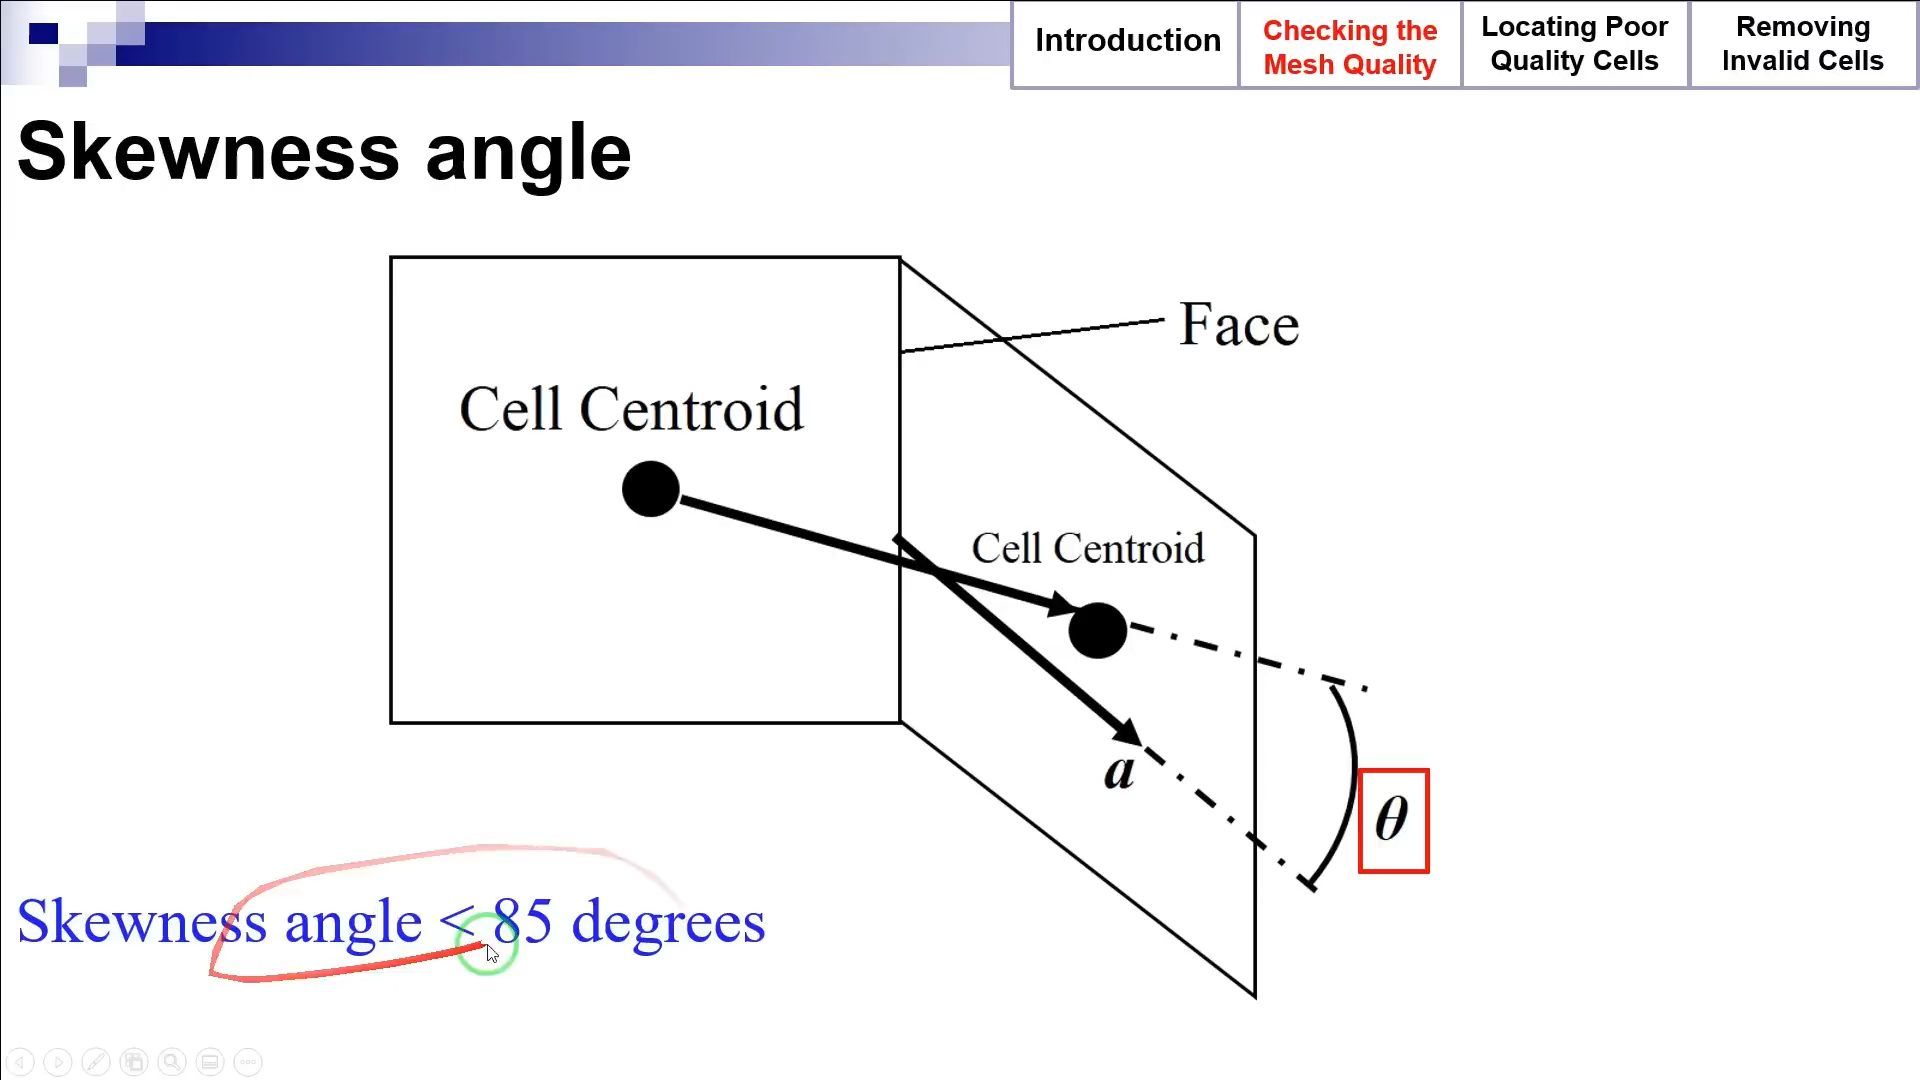 Introduction
Checking the
Mesh Quality
Locating Poor
Quality Cells
Removing
Invalid Cells
Skewness angle
Face
Cell Centroid
Cell Centroid
a
θ
Skewness angle < 85 degrees